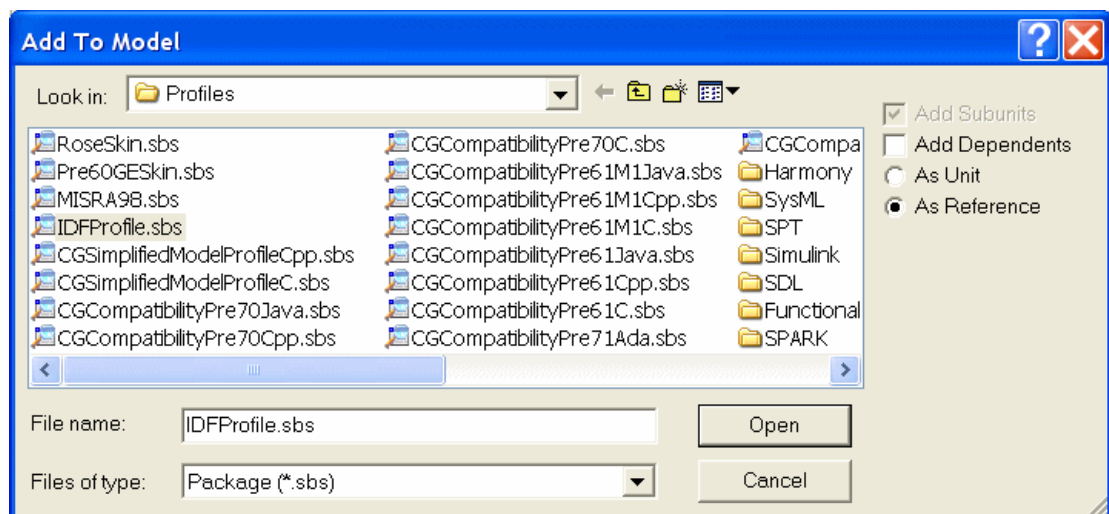 Add To Model
Look in: Profiles
Add Subunits
Add Dependents
As Unit
As Reference
RoseSkin.sbs
Pre60GESkin.sbs
MISRA98.sbs
IDFProfile.sbs
CGSimplifiedModelProfileCpp.sbs
CGSimplifiedModelProfileC.sbs
CGCompatibilityPre70Java.sbs
CGCompatibilityPre70Cpp.sbs
CGCompatibilityPre70C.sbs
CGCompatibilityPre61M1Java.sbs
CGCompatibilityPre61M1Cpp.sbs
CGCompatibilityPre61M1C.sbs
CGCompatibilityPre61Java.sbs
CGCompatibilityPre61Cpp.sbs
CGCompatibilityPre61C.sbs
CGCompatibilityPre71Ada.sbs
CGCompa
Harmony
SysML
SPT
Simulink
SDL
Functional
SPARK
File name: IDFProfile.sbs
Open
Files of type: Package (*.sbs)
Cancel